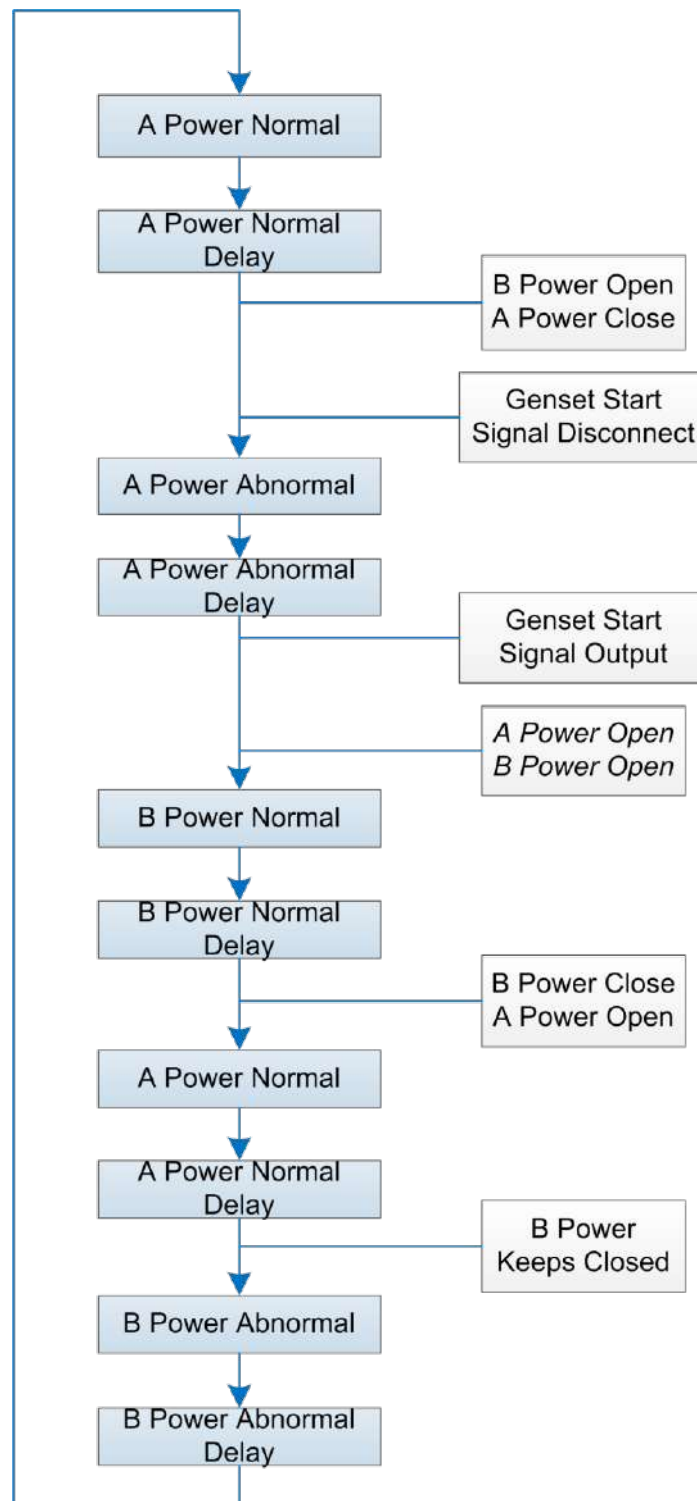 A Power Normal
A Power Normal
Delay
B Power Open
A Power Close
Genset Start
Signal Disconnect
A Power Abnormal
A Power Abnormal
Delay
Genset Start
Signal Output
A Power Open
B Power Open
B Power Normal
B Power Normal
Delay
B Power Close
A Power Open
A Power Normal
A Power Normal
Delay
B Power
Keeps Closed
B Power Abnormal
B Power Abnormal
Delay